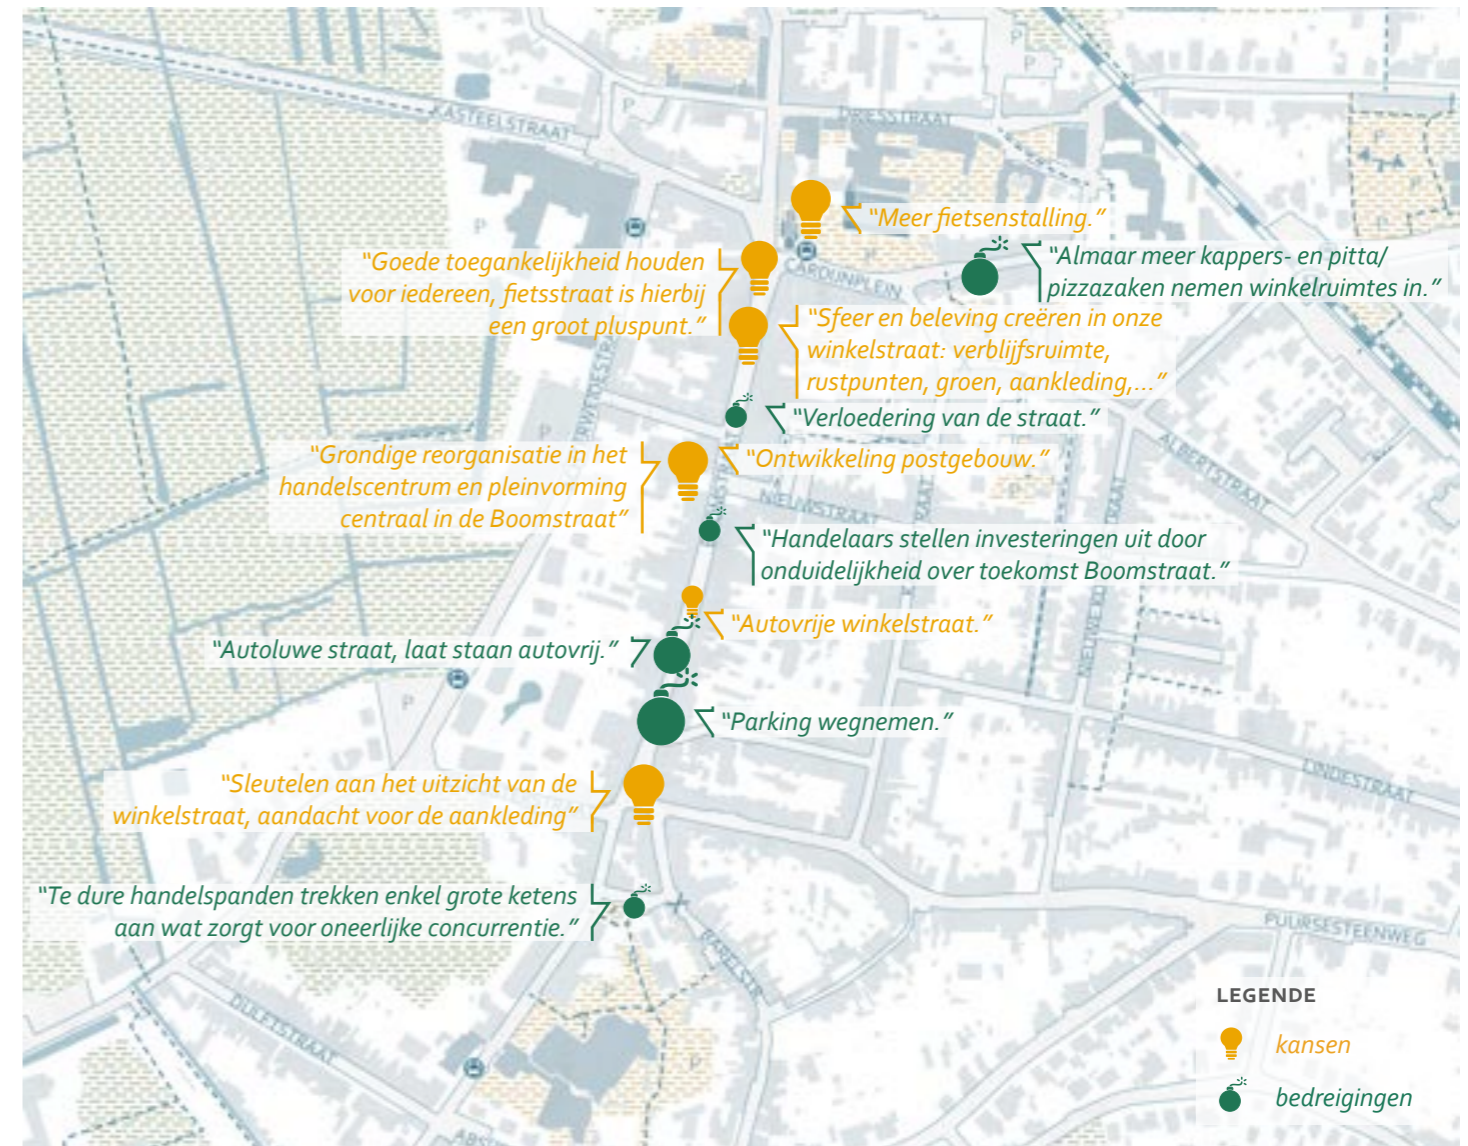 KASTEELSTRAAT
P
DRIESSTRAAT
“Meer fietsenstalling.”
“Goede toegankelijkheid houden
voor iedereen, fietsstraat is hierbij
een groot pluspunt.”
CARDIJNPLEIN
“Almaar meer kappers- en pitta/
pizzazaken nemen winkelruimtes in.”
“Sfeer en beleving creëren in onze
winkelstraat: verblijfsruimte,
rustpunten, groen, aankleding,...”
“Verloedering van de straat.”
“Grondige reorganisatie in het
handelscentrum en pleinvorming
centraal in de Boomstraat”
“Ontwikkeling postgebouw.”
ALBERTSTRAAT
NIEUWSTRAAT
“Handelaars stellen investeringen uit door
onduidelijkheid over toekomst Boomstraat.”
“Autovrije winkelstraat.”
“Autoluwe straat, laat staan autovrij.”
P
“Parking wegnemen.”
LINDESTRAAT
“Sleutelen aan het uitzicht van de
winkelstraat, aandacht voor de aankleding”
“Te dure handelspanden trekken enkel grote ketens
aan wat zorgt voor oneerlijke concurrentie.”
PUURSESTEENWEG
LEGENDE
kansen
bedreigingen